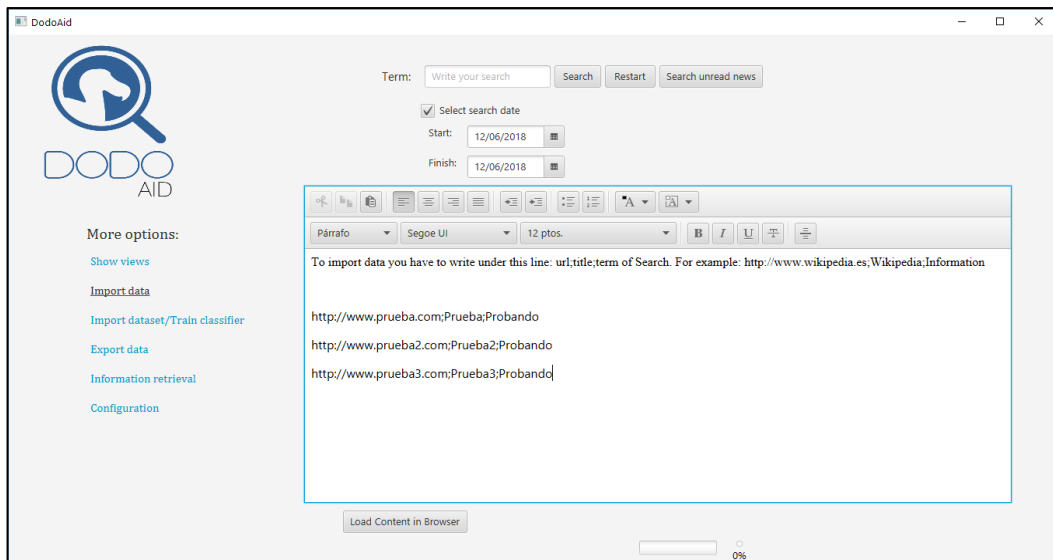 DodoAid
DODO
AID
Term: Write your search Search Restart Search unread news
Select search date
Start: 12/06/2018
Finish: 12/06/2018
More options:
Show views
Import data
Import dataset/Train classifier
Export data
Information retrieval
Configuration
Párrafo Segoe UI 12 ptos. B I U T
To import data you have to write under this line: url;title;term of Search. For example: http://www.wikipedia.es;Wikipedia;Information
http://www.prueba.com;Prueba;Probando
http://www.prueba2.com;Prueba2;Probando
http://www.prueba3.com;Prueba3;Probando
Load Content in Browser
0%